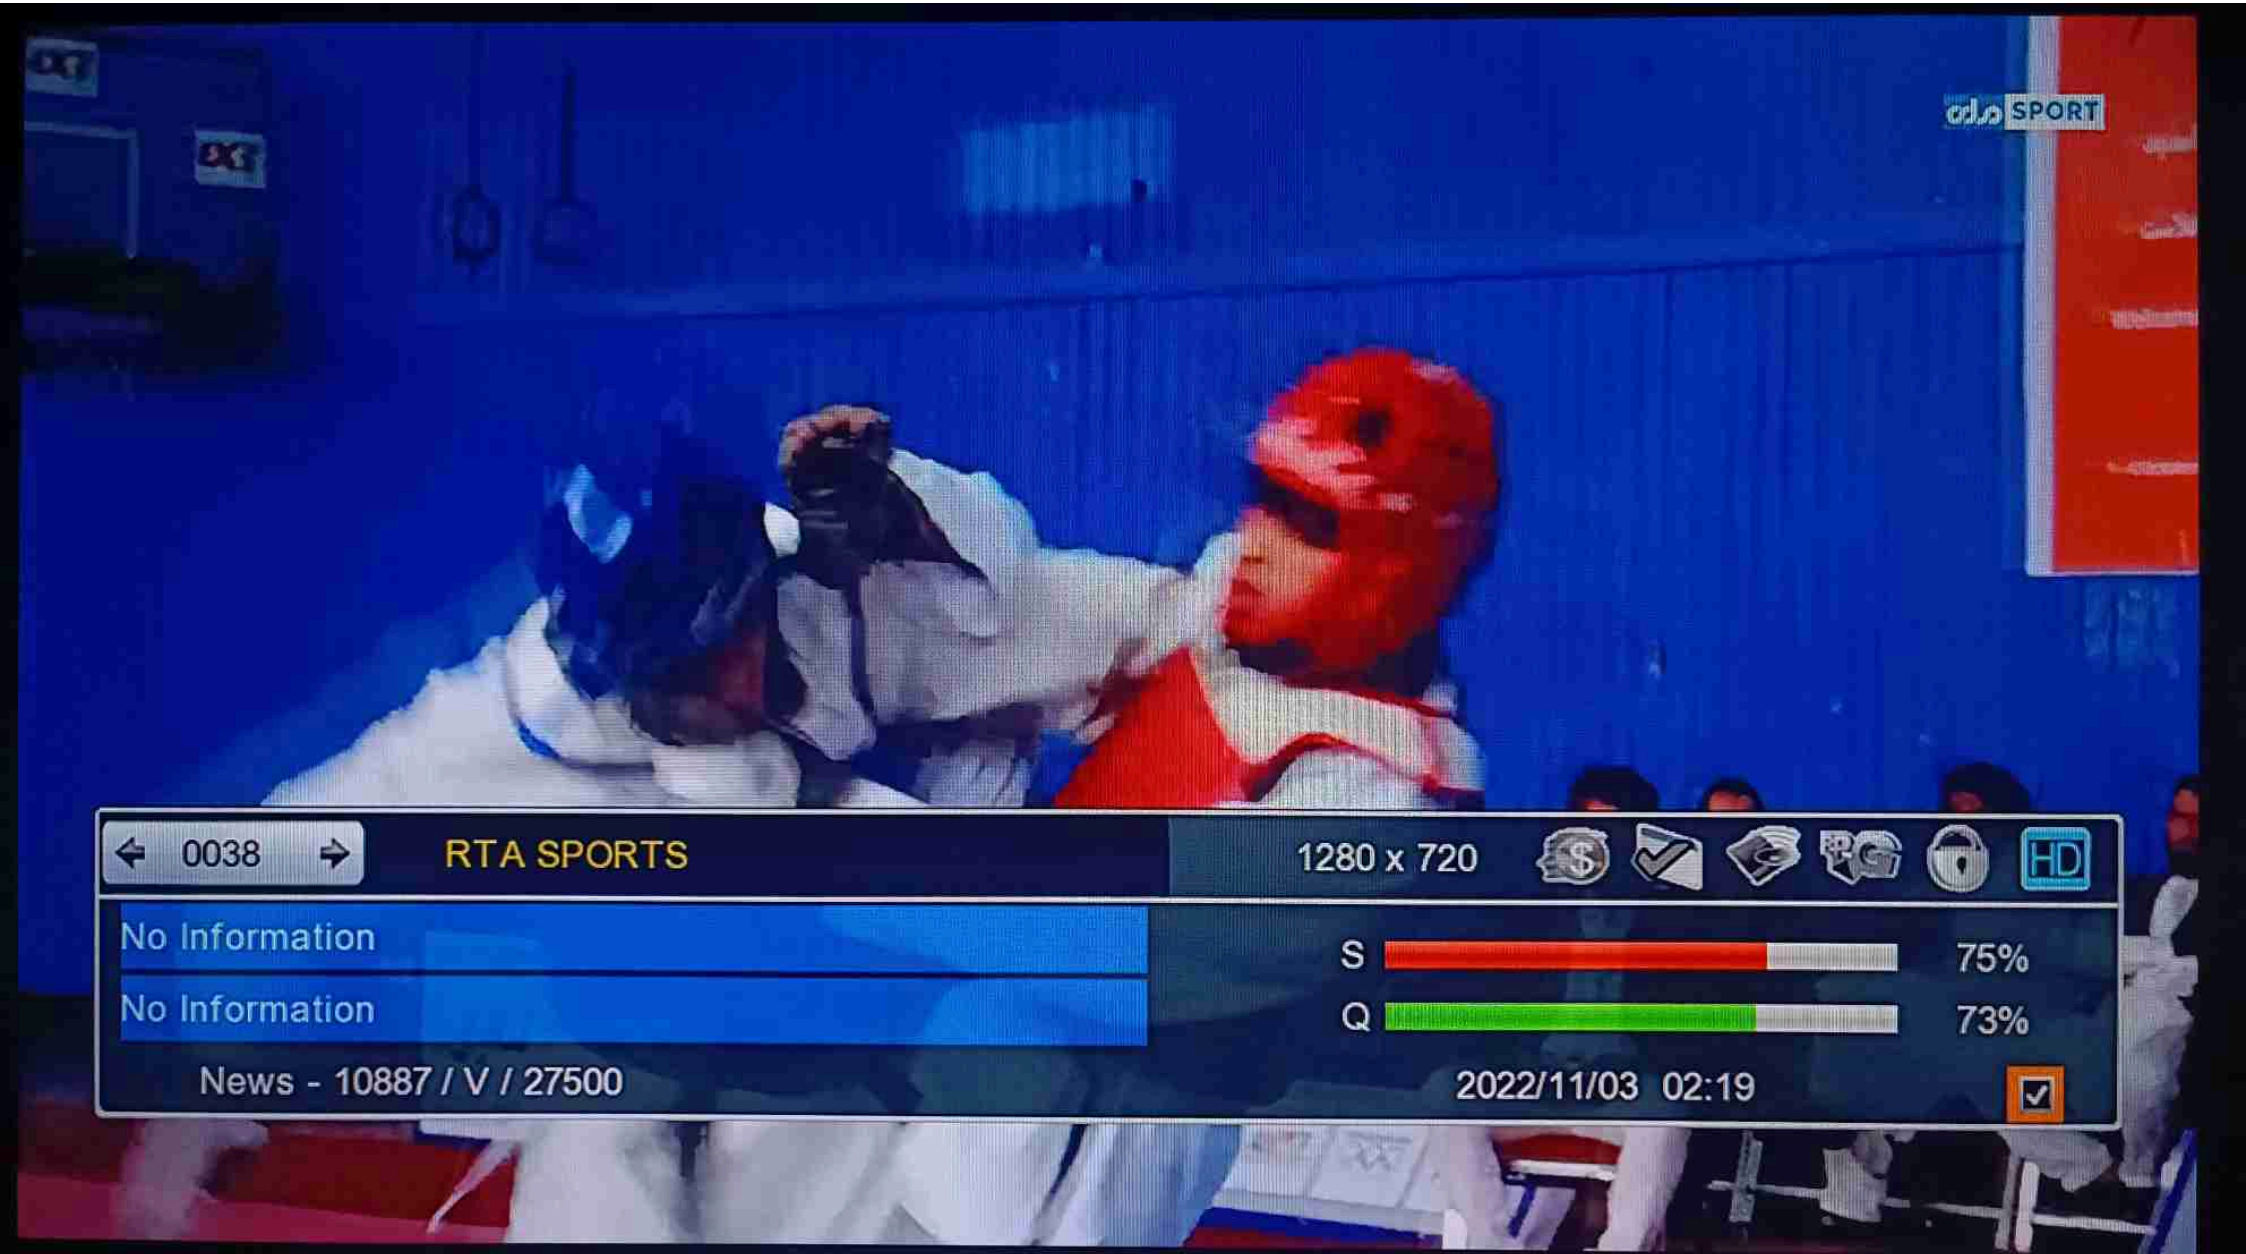 SPORT
0038
RTA SPORTS
1280 x 720
EPG
HD
No Information
No Information
S 75%
Q 73%
News - 10887 / V / 27500
2022/11/03 02:19